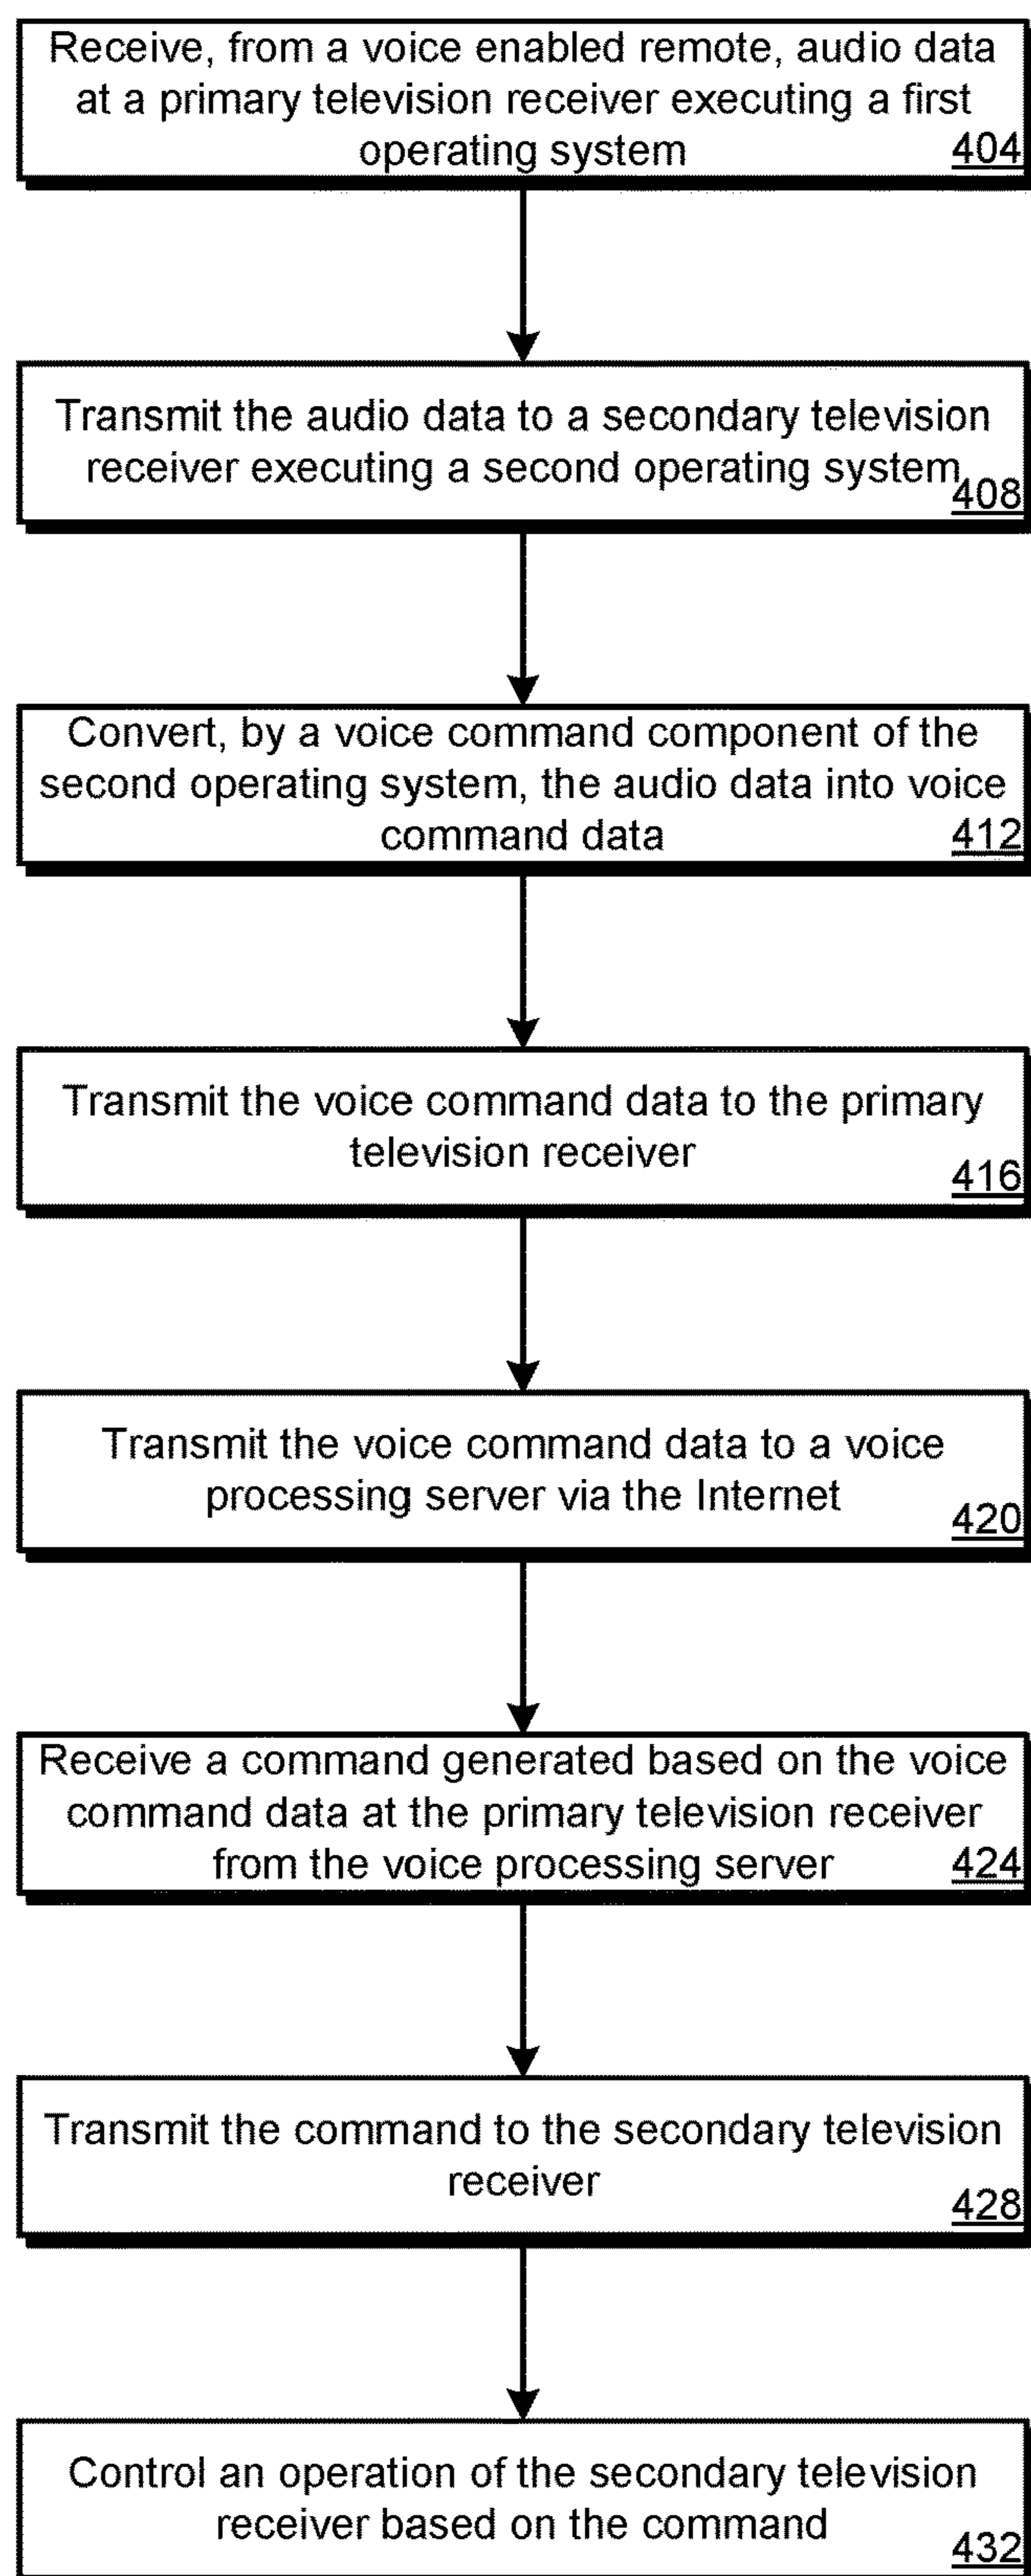 Receive, from a voice enabled remote, audio data
at a primary television receiver executing a first
operating system
404
Transmit the audio data to a secondary television
receiver executing a second operating system
408
Convert, by a voice command component of the
second operating system, the audio data into voice
command data
412
Transmit the voice command data to the primary
television receiver
416
Transmit the voice command data to a voice
processing server via the Internet
420
Receive a command generated based on the voice
command data at the primary television receiver
from the voice processing server
424
Transmit the command to the secondary television
receiver
428
Control an operation of the secondary television
receiver based on the command
432